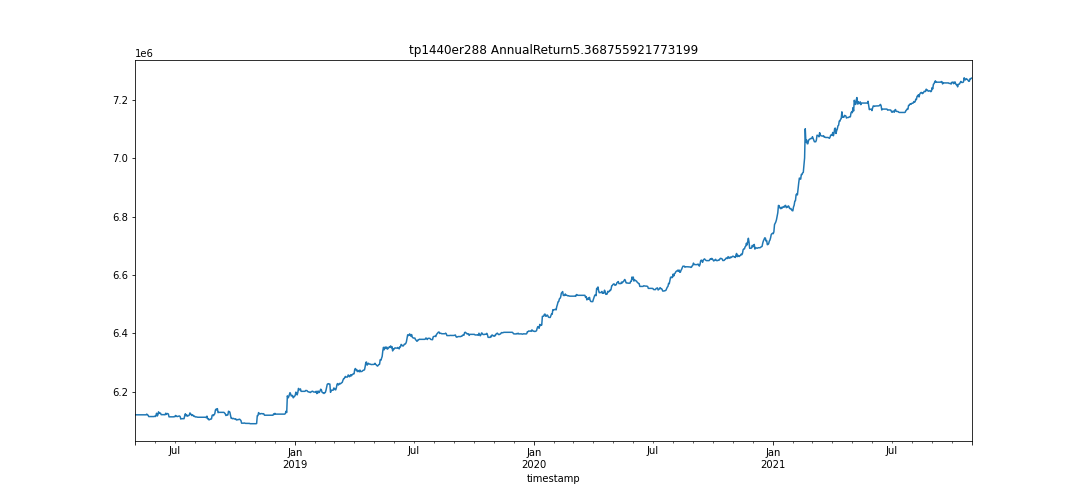 tp1440er288 AnnualReturn5.368755921773199
1e6
7.2
7.0
6.8
6.6
6.4
6.2
Jul
Jan
2019
Jul
Jan
2020
Jul
Jan
2021
Jul
timestamp